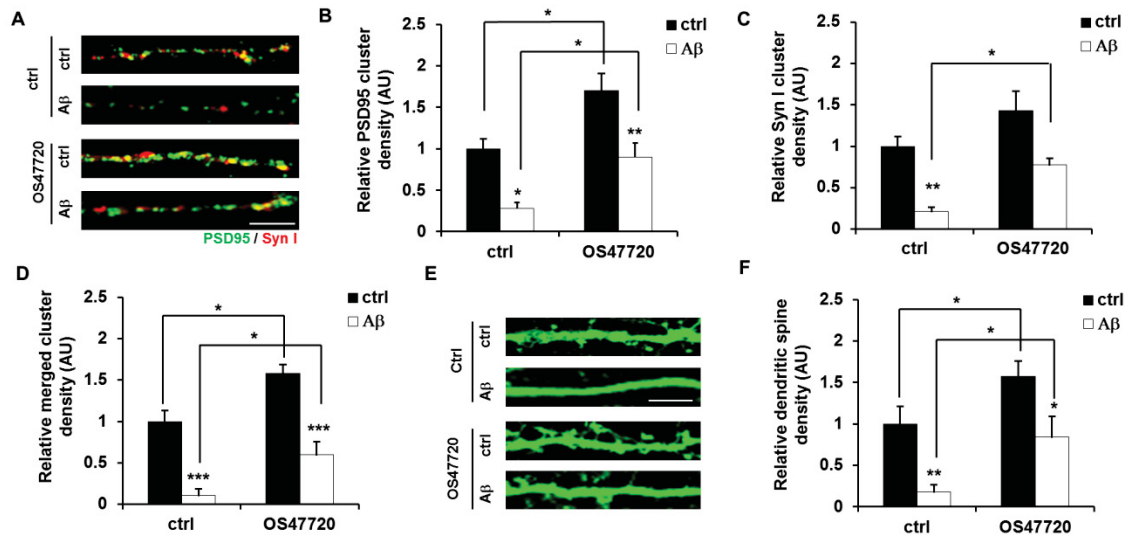 A
ctrl
ctrl
Aβ
OS47720
ctrl
Aβ
PSD95 / Syn I
B
Relative PSD95 cluster
density (AU)
2.5
2
1.5
1
0.5
0
*
*
*
**
ctrl
Aβ
ctrl
OS47720
C
Relative Syn I cluster
density (AU)
2.5
2
1.5
1
0.5
0
*
**
ctrl
Aβ
ctrl
OS47720
D
Relative merged cluster
density (AU)
2.5
2
1.5
1
0.5
0
*
*
***
***
ctrl
Aβ
ctrl
OS47720
E
Ctrl
ctrl
Aβ
OS47720
ctrl
Aβ
F
Relative dendritic spine
density (AU)
2.5
2
1.5
1
0.5
0
*
*
**
*
ctrl
Aβ
ctrl
OS47720